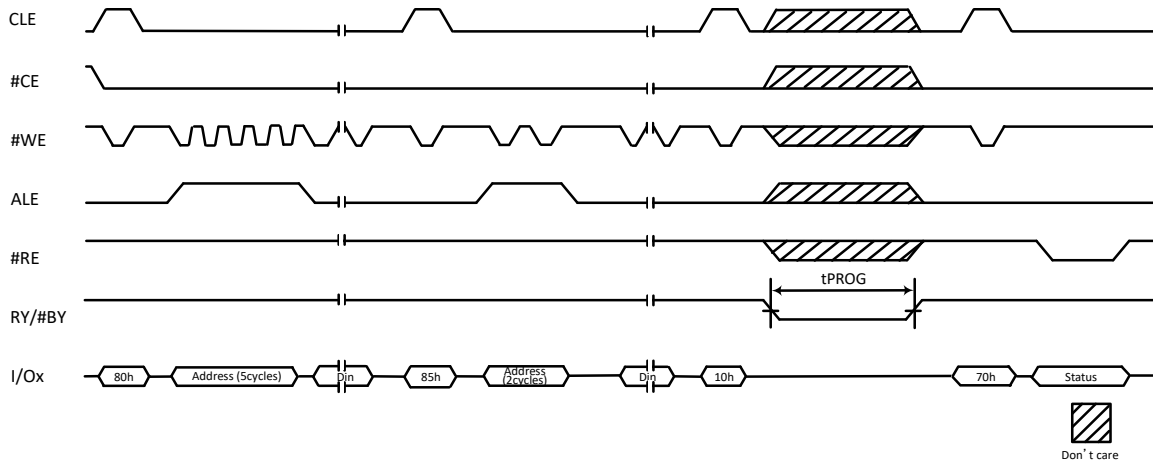 CLE
#CE
#WE
ALE
#RE
tPROG
RY/#BY
I/Ox
80h
Address (5cycles)
Din
85h
Address
(2cycles)
Din
10h
70h
Status
Don’t care